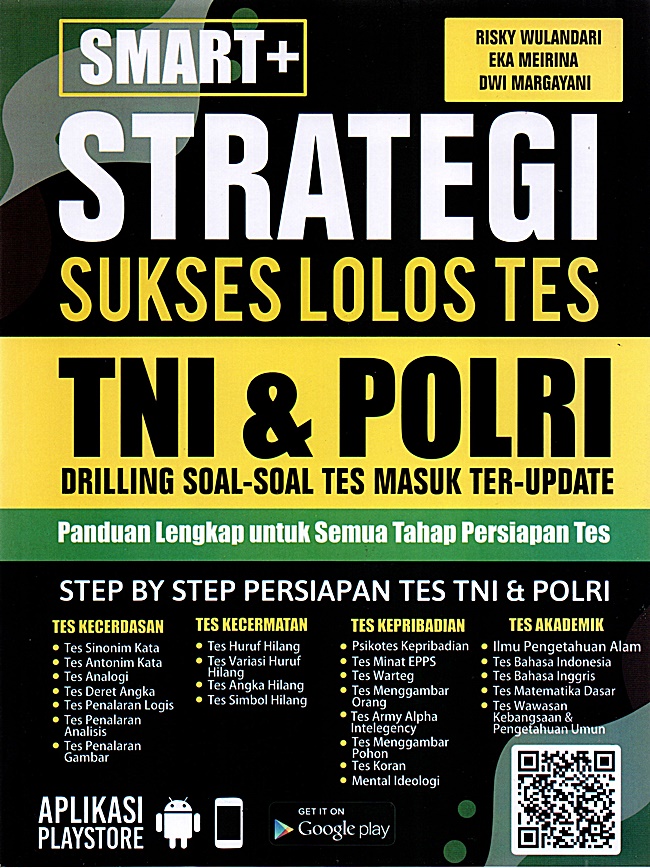 SMART+
RISKY WULANDARI
EKA MEIRINA
DWI MARGAYANI
STRATEGI
SUKSES LOLOS TES
TNI & POLRI
DRILLING SOAL-SOAL TES MASUK TER-UPDATE
Panduan Lengkap untuk Semua Tahap Persiapan Tes
STEP BY STEP PERSIAPAN TES TNI & POLRI
TES KECERDASAN
Tes Sinonim Kata
Tes Antonim Kata
Tes Analogi
Tes Deret Angka
Tes Penalaran Logis
Tes Penalaran
Analisis
Tes Penalaran
Gambar
TES KECERMATAN
Tes Huruf Hilang
Tes Variasi Huruf
Hilang
Tes Angka Hilang
Tes Simbol Hilang
TES KEPRIBADIAN
Psikotes Kepribadian
Tes Minat EPPS
Tes Warteg
Tes Menggambar
Orang
Tes Army Alpha
Intelegency
Tes Menggambar
Pohon
Tes Koran
Mental Ideologi
TES AKADEMIK
Ilmu Pengetahuan Alam
Tes Bahasa Indonesia
Tes Bahasa Inggris
Tes Matematika Dasar
Tes Wawasan
Kebangsaan &
Pengetahuan Umun
APLIKASI
PLAYSTORE
GET IT ON
Google play